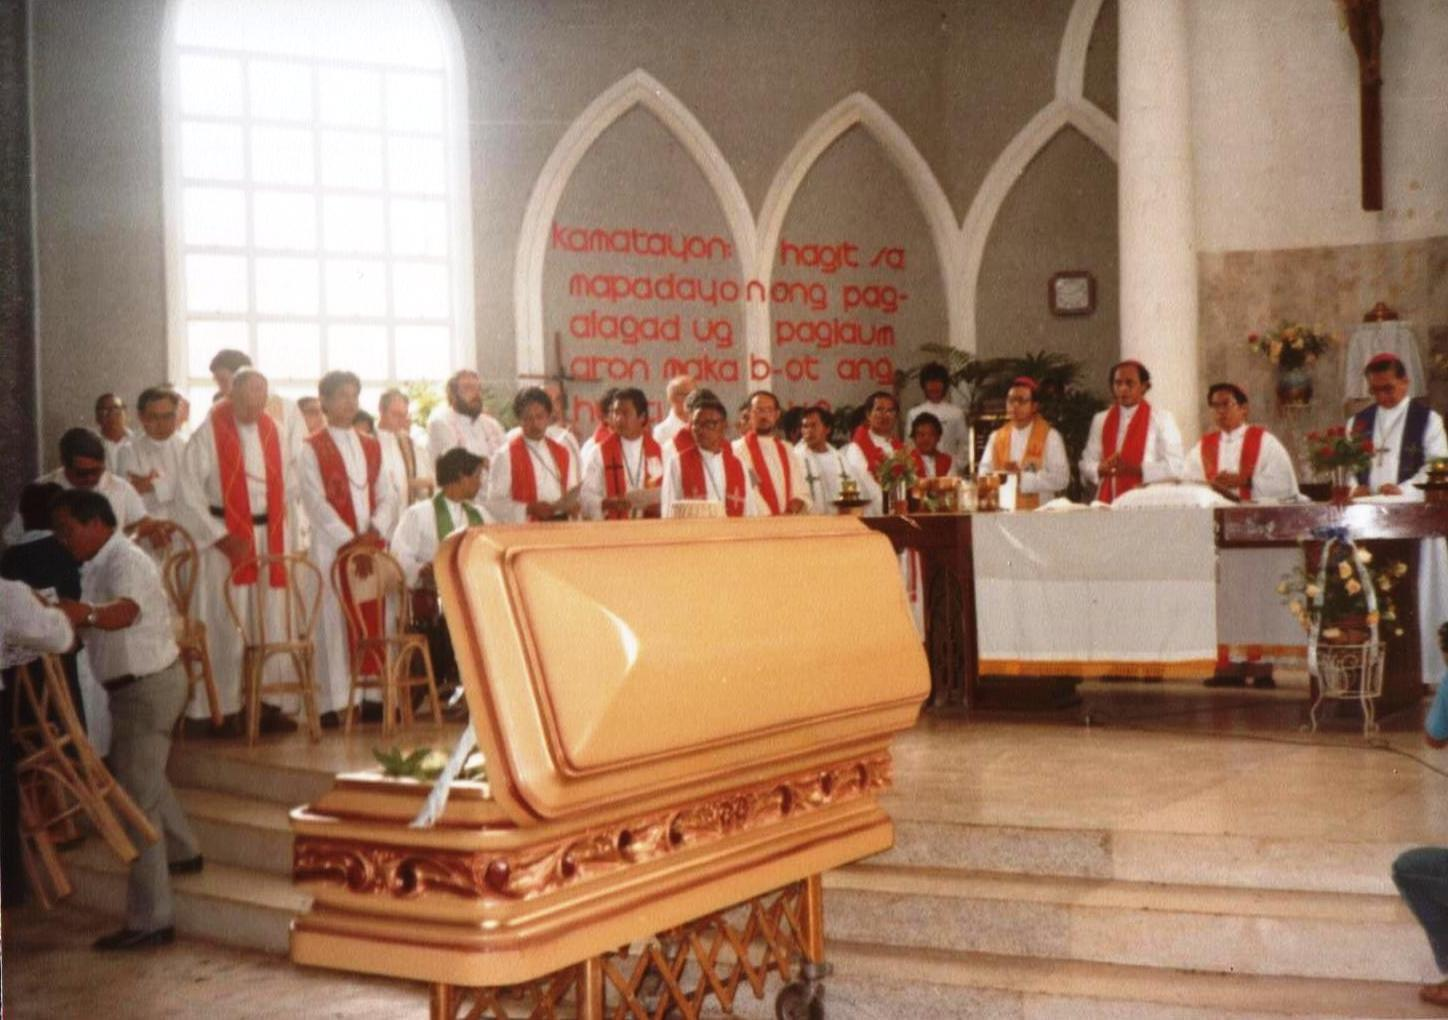 kamatayon: hagit sa
mapadayonong pag-
alagad ug paglaum
aron maka b-ot ang